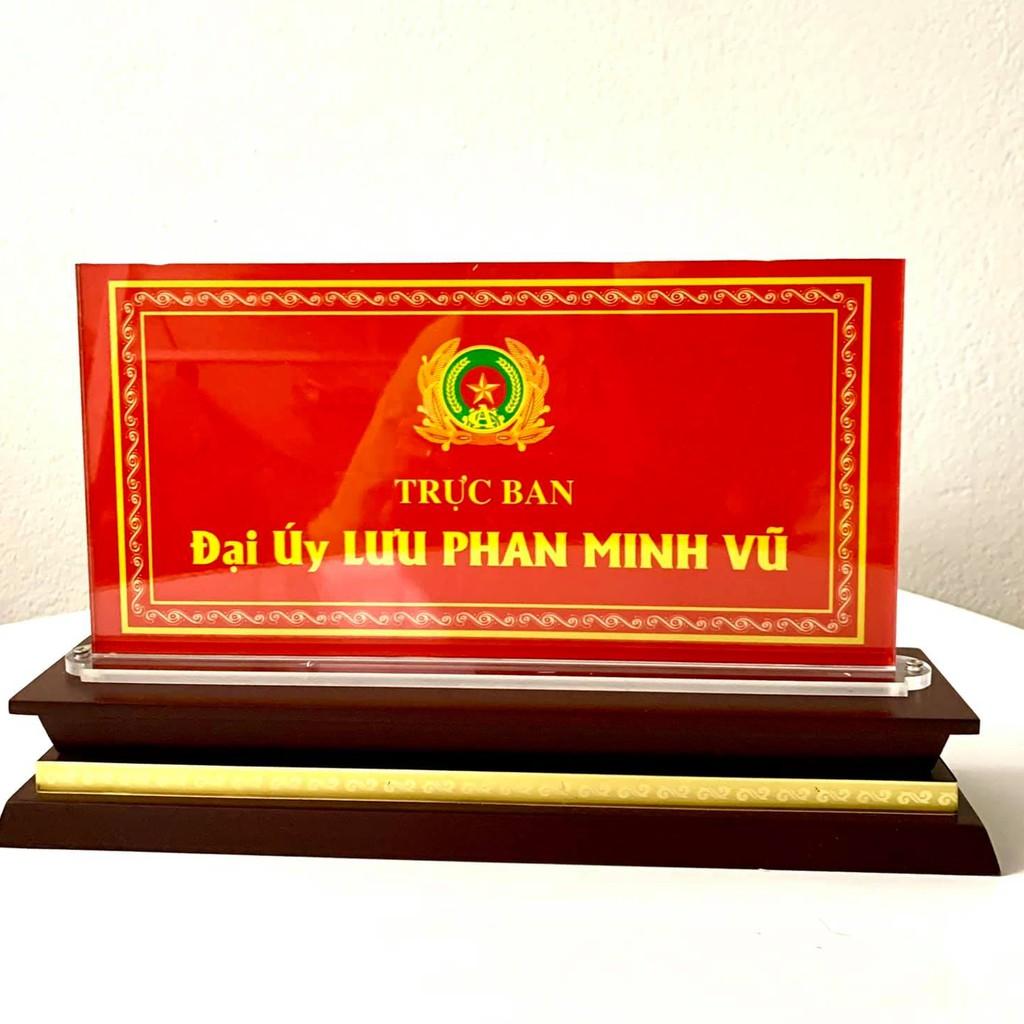 TRỰC BAN
Đại Úy LƯU PHAN MINH VŨ